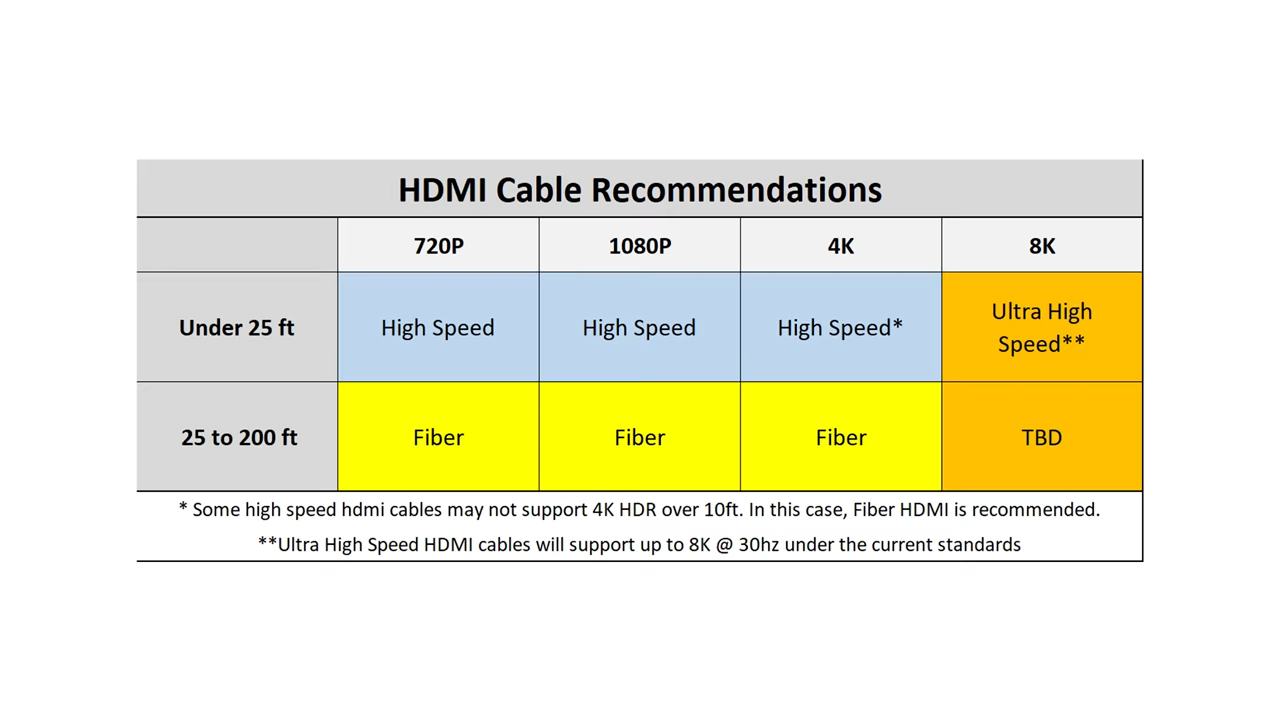 HDMI Cable Recommendations
720P 1080P 4K 8K
Under 25 ft High Speed High Speed High Speed* Ultra High
Speed**
25 to 200 ft Fiber Fiber Fiber TBD
* Some high speed hdmi cables may not support 4K HDR over 10ft. In this case, Fiber HDMI is recommended.
**Ultra High Speed HDMI cables will support up to 8K @ 30hz under the current standards